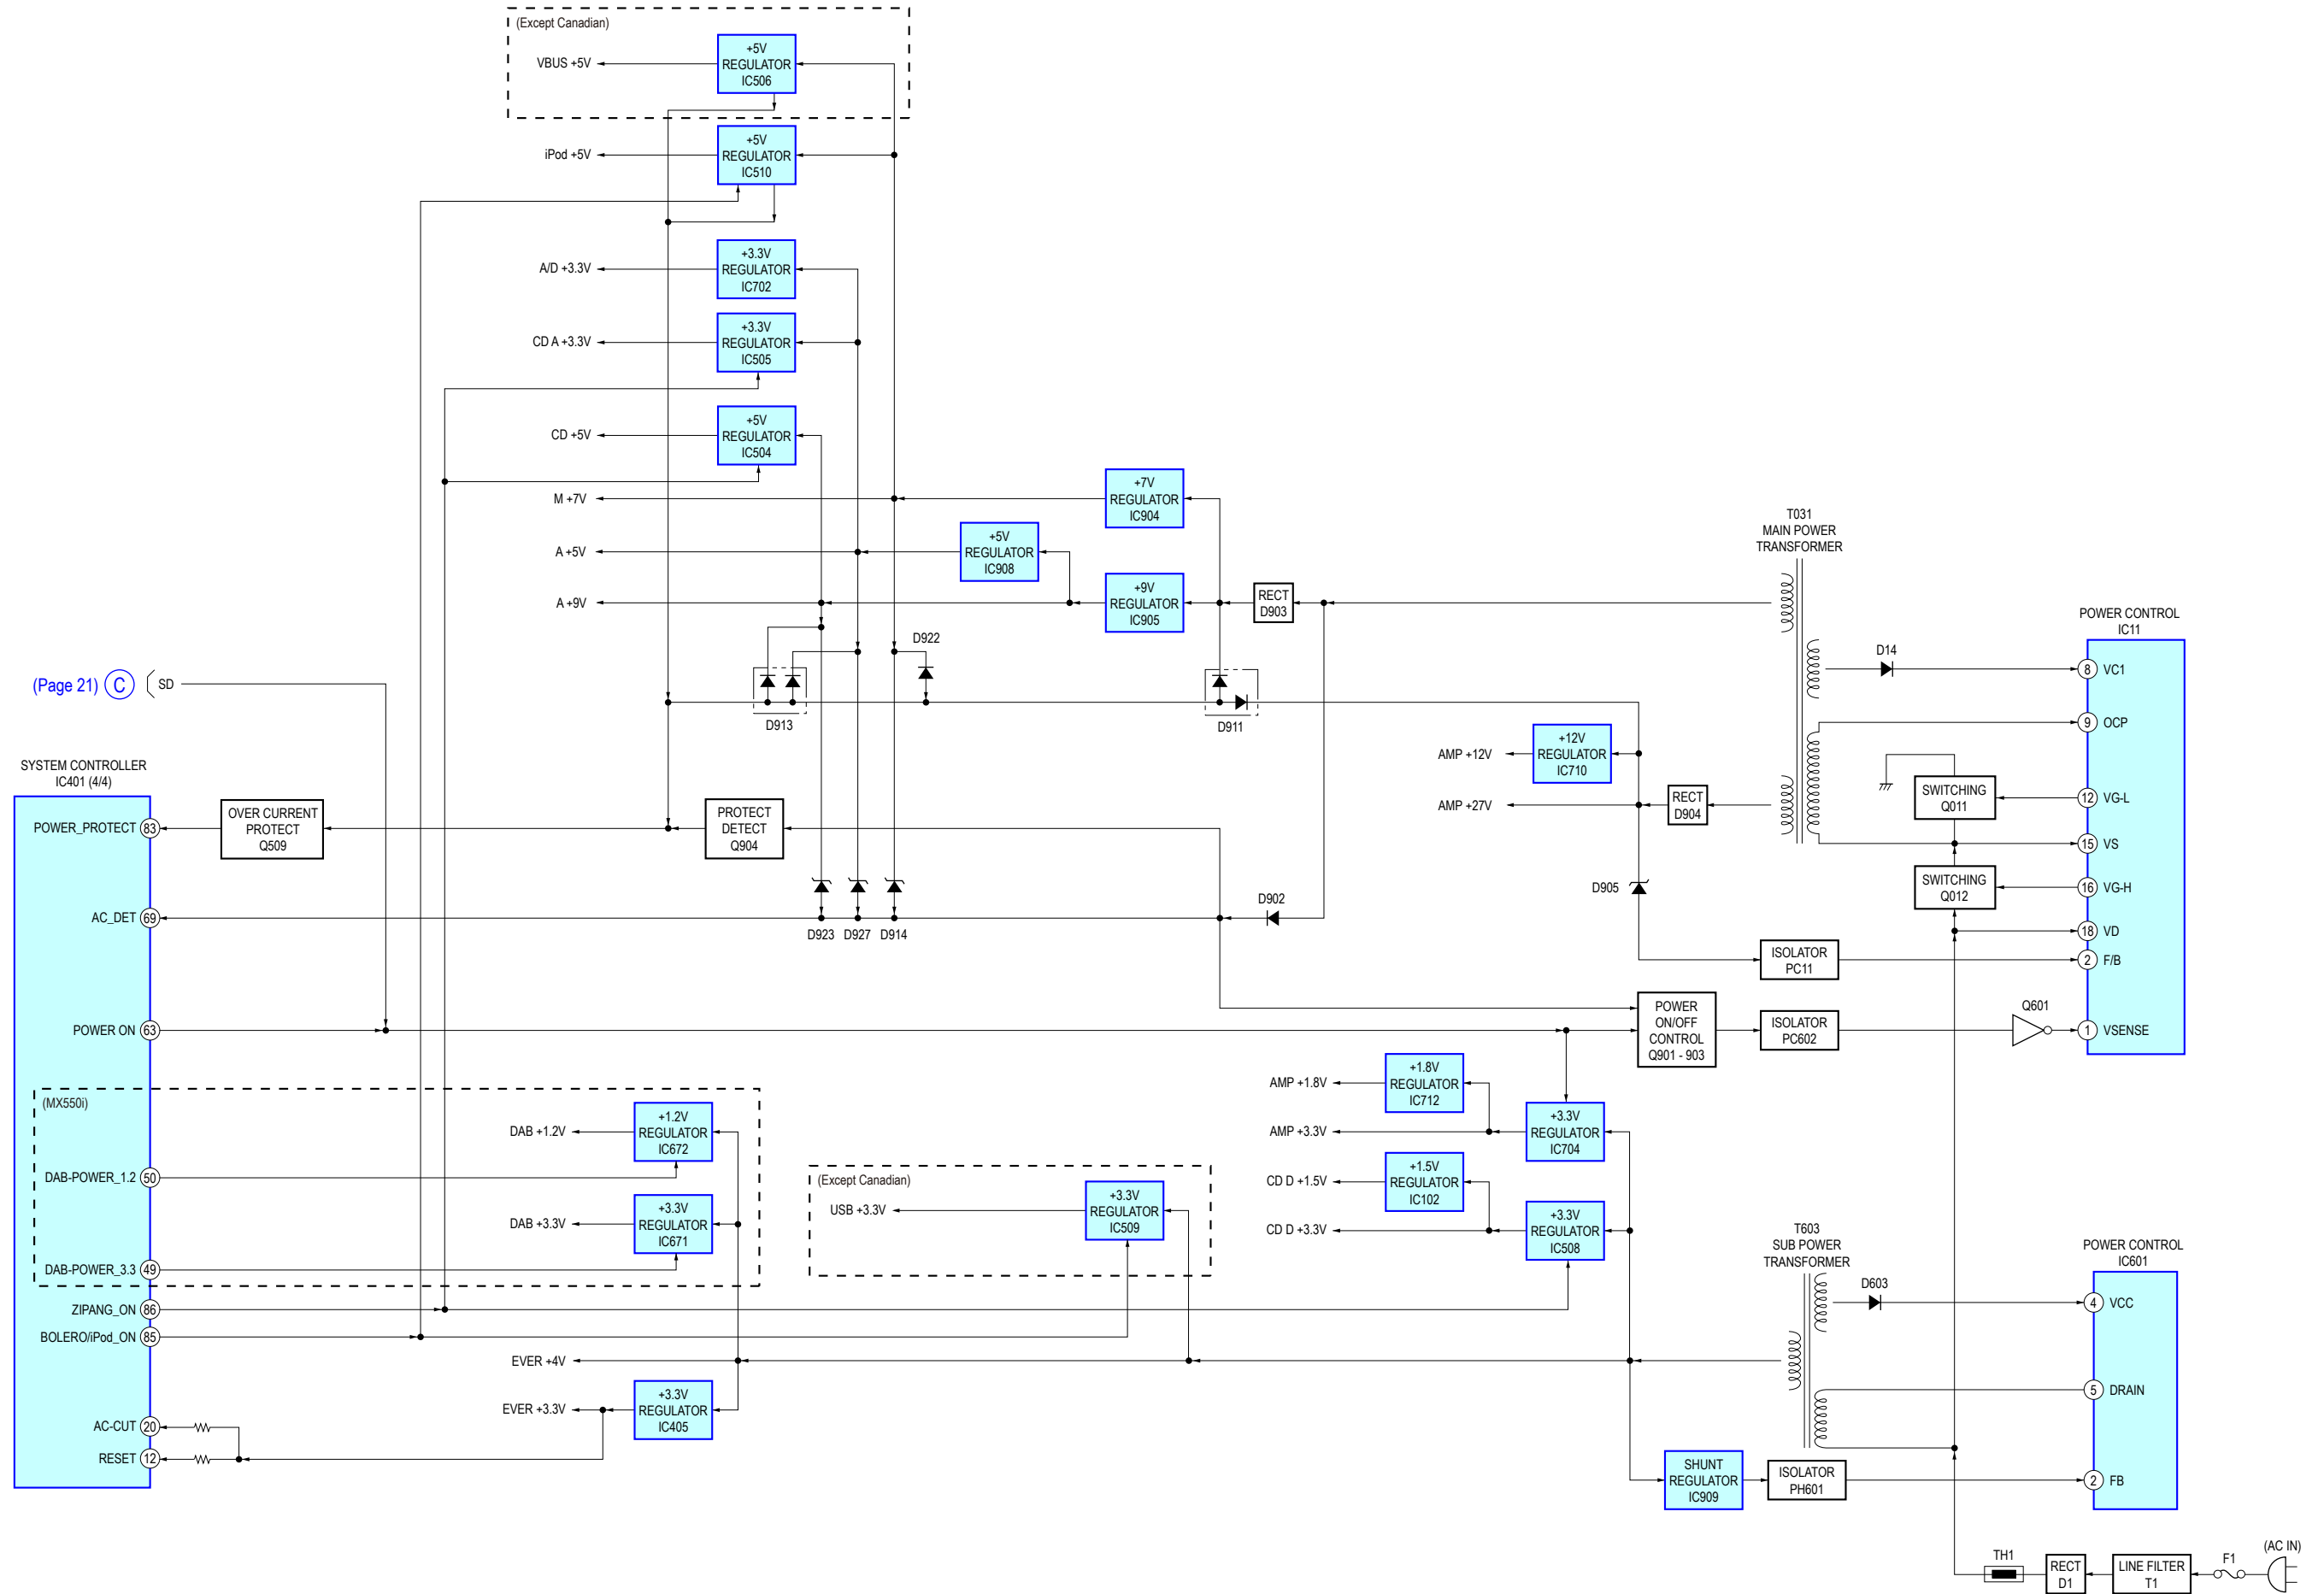 (Except Canadian)
VBUS +5V
+5V
REGULATOR
IC506
iPod +5V
+5V
REGULATOR
IC510
A/D +3.3V
+3.3V
REGULATOR
IC702
CD A +3.3V
+3.3V
REGULATOR
IC505
CD +5V
+5V
REGULATOR
IC504
M +7V
+7V
REGULATOR
IC904
A +5V
+5V
REGULATOR
IC908
A +9V
+9V
REGULATOR
IC905
RECT
D903
T031
MAIN POWER
TRANSFORMER
POWER CONTROL
IC11
D922
D14
8 VC1
(Page 21) C SD
D913
D911
9 OCP
AMP +12V
+12V
REGULATOR
IC710
AMP +27V
RECT
D904
SWITCHING
Q011
12 VG-L
15 VS
SWITCHING
Q012
16 VG-H
18 VD
2 F/B
1 VSENSE
SYSTEM CONTROLLER
IC401 (4/4)
POWER_PROTECT 83
OVER CURRENT
PROTECT
Q509
PROTECT
DETECT
Q904
AC_DET 69
D923 D927 D914
D902
D905
ISOLATOR
PC11
POWER ON 63
POWER
ON/OFF
CONTROL
Q901 - 903
ISOLATOR
PC602
Q601
(MX550i)
DAB +1.2V
+1.2V
REGULATOR
IC672
DAB-POWER_1.2 50
DAB +3.3V
+3.3V
REGULATOR
IC671
DAB-POWER_3.3 49
(Except Canadian)
USB +3.3V
+3.3V
REGULATOR
IC509
AMP +1.8V
+1.8V
REGULATOR
IC712
AMP +3.3V
+3.3V
REGULATOR
IC704
CD D +1.5V
+1.5V
REGULATOR
IC102
CD D +3.3V
+3.3V
REGULATOR
IC508
T603
SUB POWER
TRANSFORMER
POWER CONTROL
IC601
D603
4 VCC
5 DRAIN
2 FB
ZIPANG_ON 86
BOLERO/iPod_ON 85
EVER +4V
EVER +3.3V
+3.3V
REGULATOR
IC405
AC-CUT 20
RESET 12
SHUNT
REGULATOR
IC909
ISOLATOR
PH601
TH1
RECT
D1
LINE FILTER
T1
F1
(AC IN)